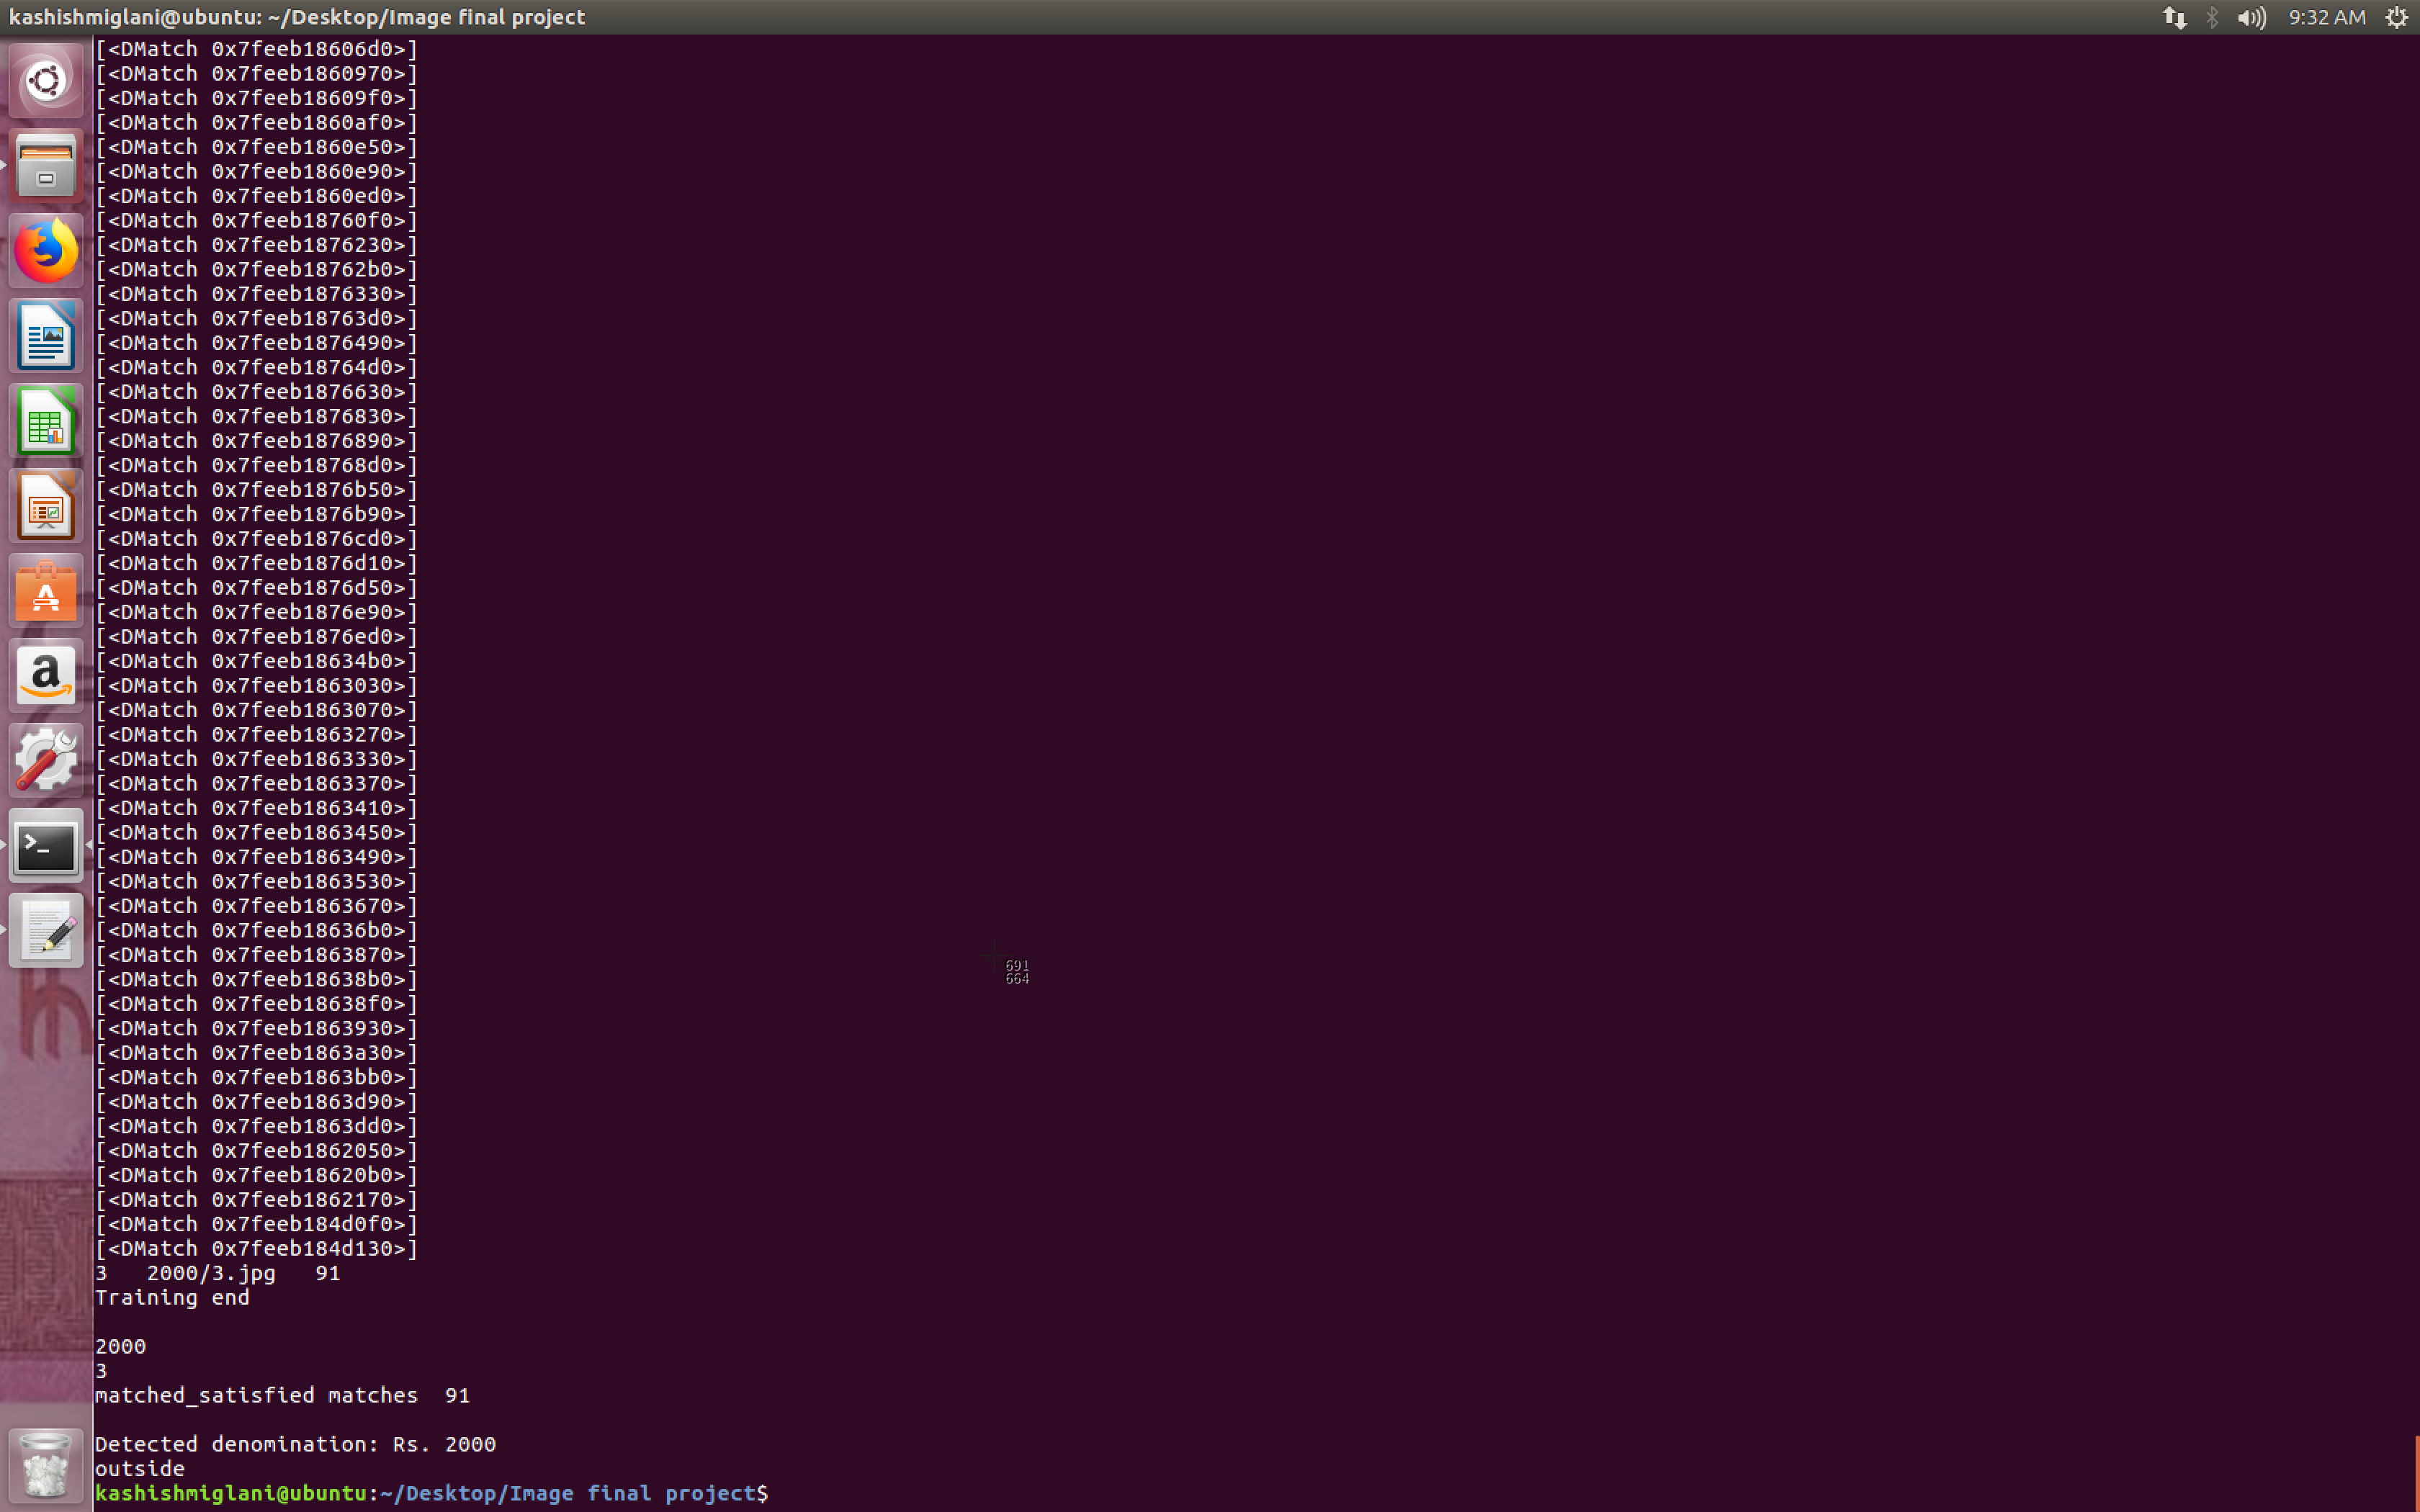 kashishmiglani@ubuntu: ~/Desktop/Image final project
9:32 AM
[<DMatch 0x7feeb18606d0>]
[<DMatch 0x7feeb1860970>]
[<DMatch 0x7feeb18609f0>]
[<DMatch 0x7feeb1860af0>]
[<DMatch 0x7feeb1860e50>]
[<DMatch 0x7feeb1860e90>]
[<DMatch 0x7feeb1860ed0>]
[<DMatch 0x7feeb18760f0>]
[<DMatch 0x7feeb1876230>]
[<DMatch 0x7feeb18762b0>]
[<DMatch 0x7feeb1876330>]
[<DMatch 0x7feeb18763d0>]
[<DMatch 0x7feeb1876490>]
[<DMatch 0x7feeb18764d0>]
[<DMatch 0x7feeb1876630>]
[<DMatch 0x7feeb1876830>]
[<DMatch 0x7feeb1876890>]
[<DMatch 0x7feeb18768d0>]
[<DMatch 0x7feeb1876b50>]
[<DMatch 0x7feeb1876b90>]
[<DMatch 0x7feeb1876cd0>]
[<DMatch 0x7feeb1876d10>]
[<DMatch 0x7feeb1876d50>]
[<DMatch 0x7feeb1876e90>]
[<DMatch 0x7feeb1876ed0>]
[<DMatch 0x7feeb18634b0>]
[<DMatch 0x7feeb1863030>]
[<DMatch 0x7feeb1863070>]
[<DMatch 0x7feeb1863270>]
[<DMatch 0x7feeb1863330>]
[<DMatch 0x7feeb1863370>]
[<DMatch 0x7feeb1863410>]
[<DMatch 0x7feeb1863450>]
[<DMatch 0x7feeb1863490>]
[<DMatch 0x7feeb1863530>]
[<DMatch 0x7feeb1863670>]
[<DMatch 0x7feeb18636b0>]
[<DMatch 0x7feeb1863870>]
[<DMatch 0x7feeb18638b0>]
[<DMatch 0x7feeb18638f0>]
[<DMatch 0x7feeb1863930>]
[<DMatch 0x7feeb1863a30>]
[<DMatch 0x7feeb1863bb0>]
[<DMatch 0x7feeb1863d90>]
[<DMatch 0x7feeb1863dd0>]
[<DMatch 0x7feeb1862050>]
[<DMatch 0x7feeb18620b0>]
[<DMatch 0x7feeb1862170>]
[<DMatch 0x7feeb184d0f0>]
[<DMatch 0x7feeb184d130>]
3   2000/3.jpg   91
Training end
2000
3
matched_satisfied matches  91
Detected denomination: Rs. 2000
outside
kashishmiglani@ubuntu:~/Desktop/Image final project$
691
664